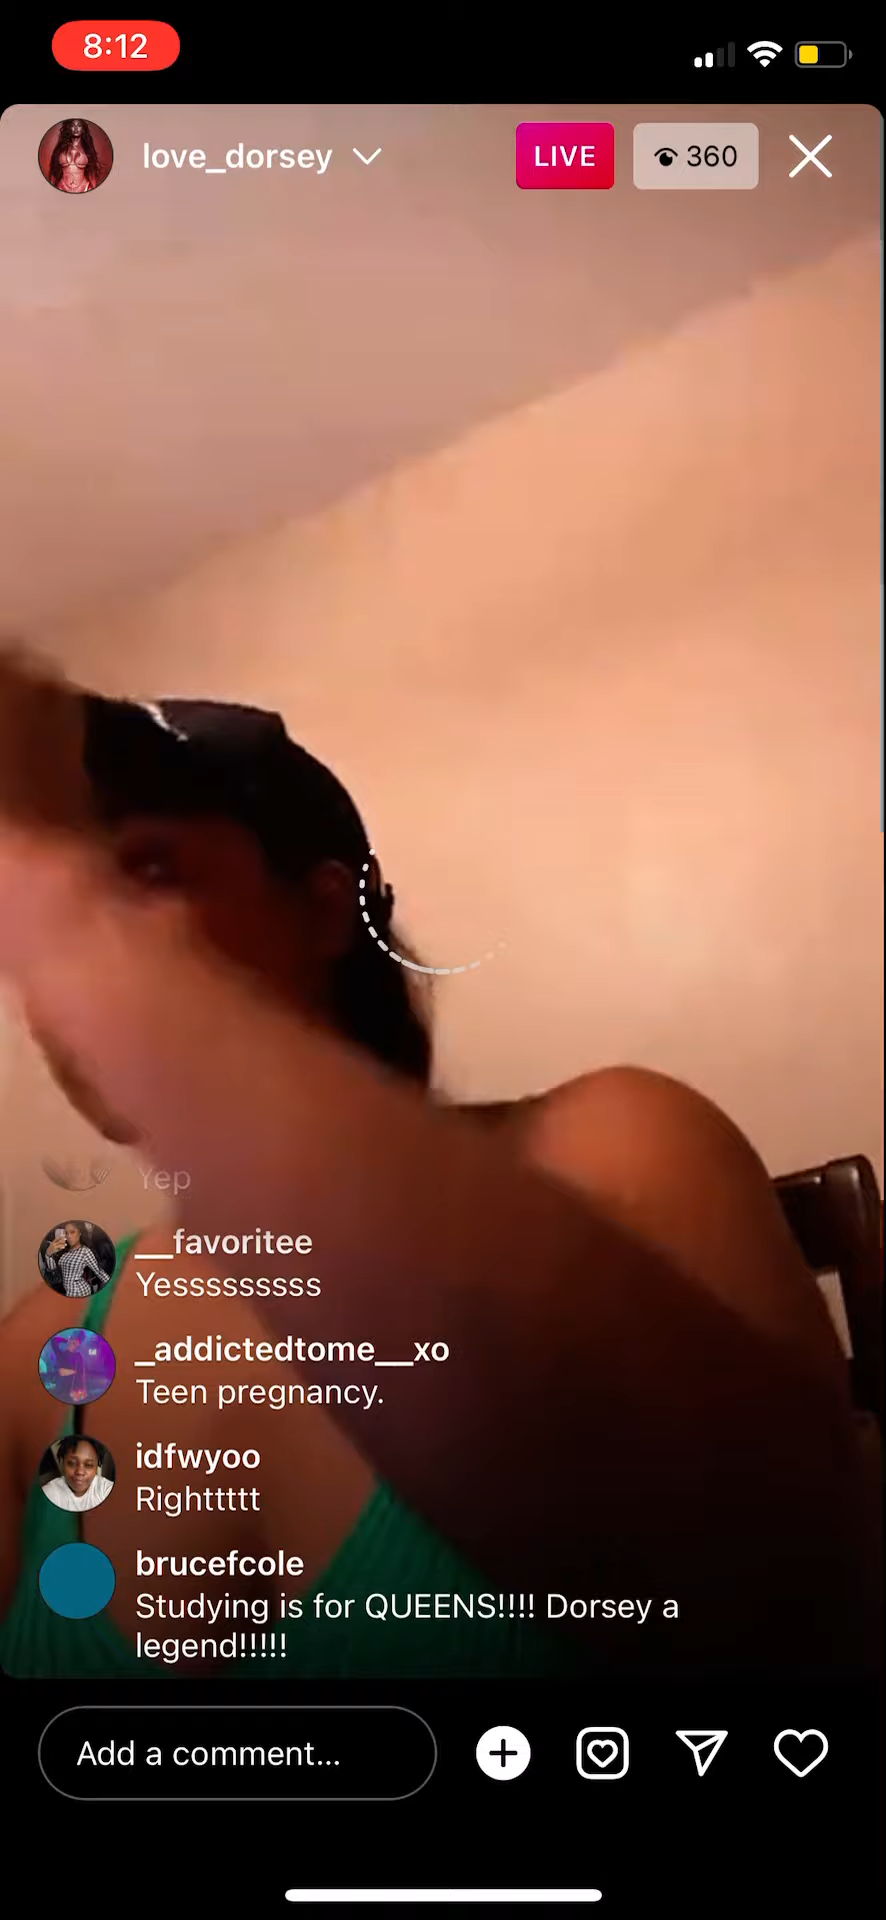 8:12
love_dorsey
LIVE
360
Yep
__favoritee
Yesssssssss
_addictedtome__xo
Teen pregnancy.
idfwyoo
Righttttt
brucefcole
Studying is for QUEENS!!!! Dorsey a
legend!!!!!
Add a comment...